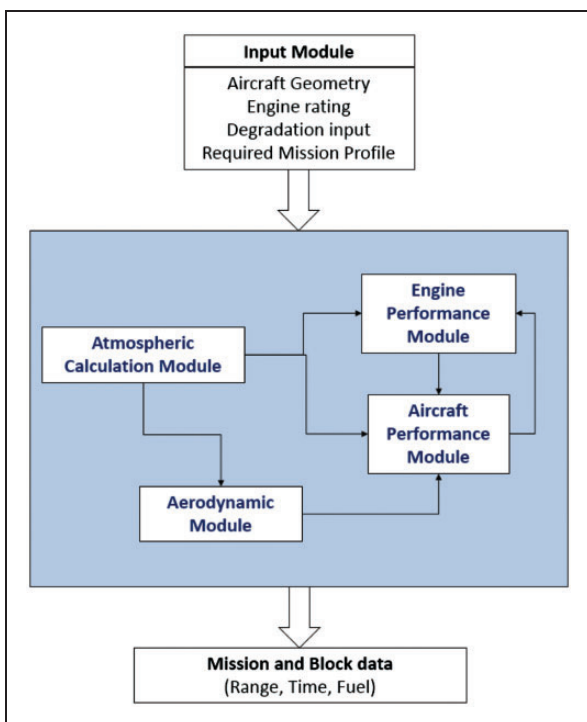 Input Module
Aircraft Geometry
Engine rating
Degradation input
Required Mission Profile
Engine
Performance
Module
Atmospheric
Calculation Module
Aircraft
Performance
Module
Aerodynamic
Module
Mission and Block data
(Range, Time, Fuel)